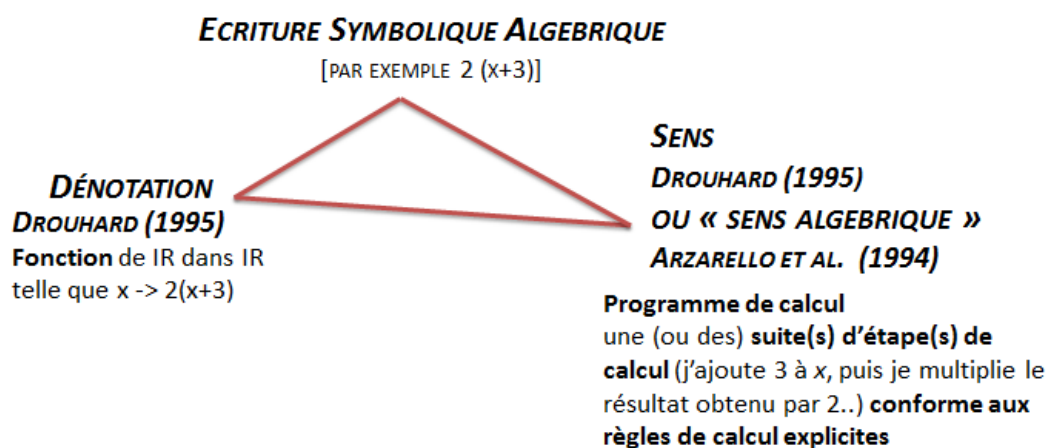 ECRITURE SYMBOLIQUE ALGEBRIQUE
[PAR EXEMPLE 2 (X+3)]
DÉNOTATION
DROUHARD (1995)
Fonction de IR dans IR
telle que x -> 2(x+3)
SENS
DROUHARD (1995)
OU « SENS ALGEBRIQUE »
ARZARELLO ET AL. (1994)
Programme de calcul
une (ou des) suite(s) d'étape(s) de
calcul (j'ajoute 3 à x, puis je multiplie le
résultat obtenu par 2..) conforme aux
règles de calcul explicites